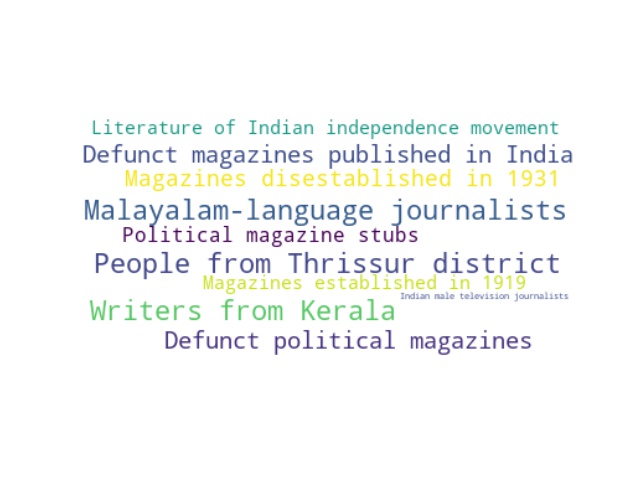 Literature of Indian independence movement
Defunct magazines published in India
Magazines disestablished in 1931
Malayalam-language journalists
Political magazine stubs
People from Thrissur district
Magazines established in 1919
Indian male television journalists
Writers from Kerala
Defunct political magazines